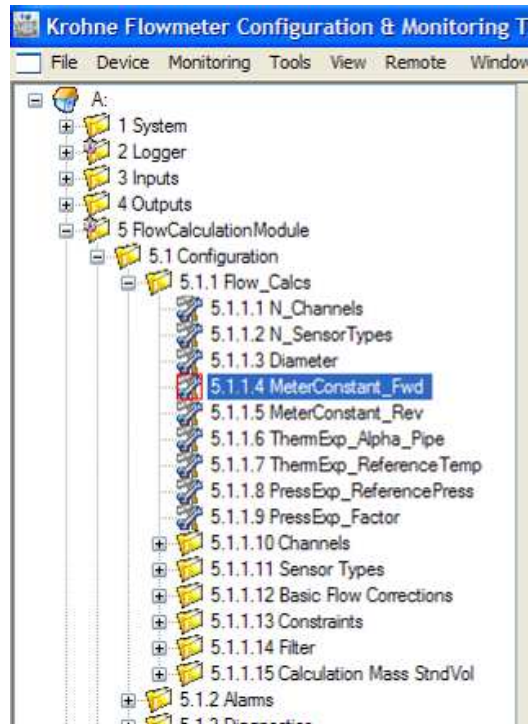 Krohne Flowmeter Configuration & Monitoring T
File Device Monitoring Tools View Remote Window
A:
1 System
2 Logger
3 Inputs
4 Outputs
5 FlowCalculationModule
5.1 Configuration
5.1.1 Flow_Calcs
5.1.1.1 N_Channels
5.1.1.2 N_SensorTypes
5.1.1.3 Diameter
5.1.1.4 MeterConstant_Fwd
5.1.1.5 MeterConstant_Rev
5.1.1.6 ThermExp_Alpha_Pipe
5.1.1.7 ThermExp_ReferenceTemp
5.1.1.8 PressExp_ReferencePress
5.1.1.9 PressExp_Factor
5.1.1.10 Channels
5.1.1.11 Sensor Types
5.1.1.12 Basic Flow Corrections
5.1.1.13 Constraints
5.1.1.14 Filter
5.1.1.15 Calculation Mass StndVol
5.1.2 Alarms
5.1.3 Diagnostics